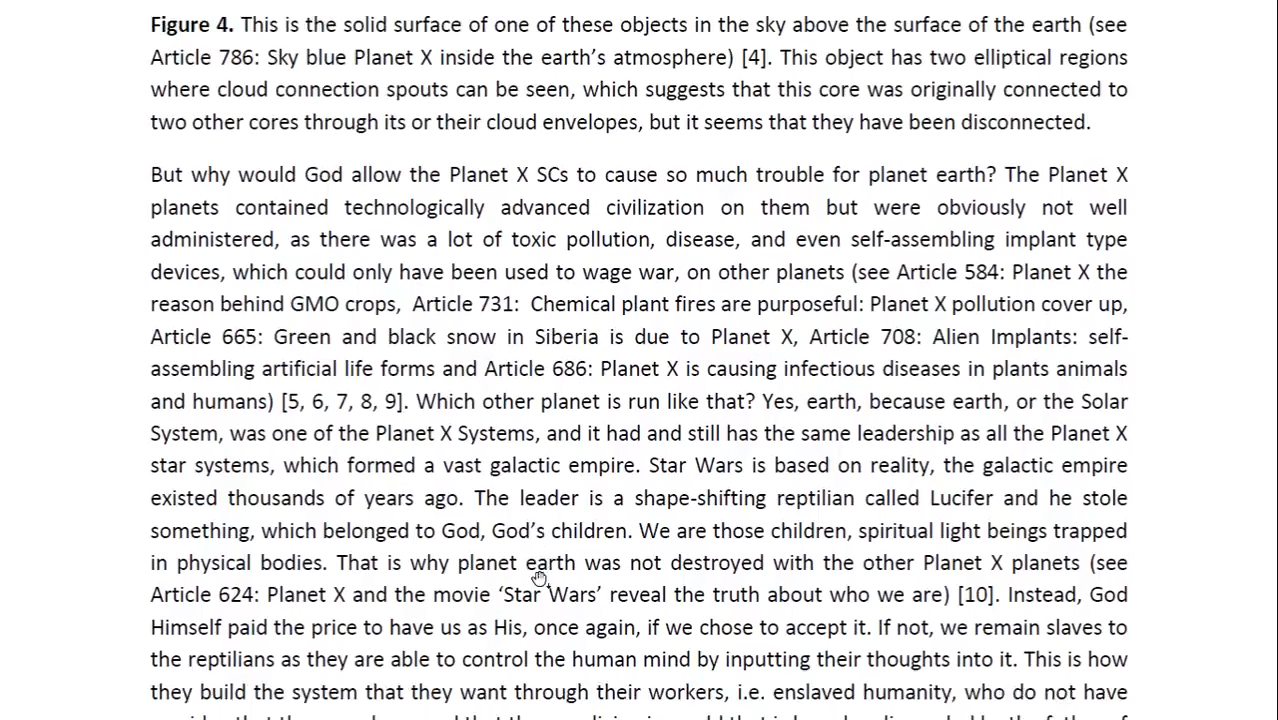 Figure 4. This is the solid surface of one of these objects in the sky above the surface of the earth (see
Article 786: Sky blue Planet X inside the earth's atmosphere) [4]. This object has two elliptical regions
where cloud connection spouts can be seen, which suggests that this core was originally connected to
two other cores through its or their cloud envelopes, but it seems that they have been disconnected.
But why would God allow the Planet X SCs to cause so much trouble for planet earth? The Planet X
planets contained technologically advanced civilization on them but were obviously not well
administered, as there was a lot of toxic pollution, disease, and even self-assembling implant type
devices, which could only have been used to wage war, on other planets (see Article 584: Planet X the
reason behind GMO crops, Article 731: Chemical plant fires are purposeful: Planet X pollution cover up,
Article 665: Green and black snow in Siberia is due to Planet X, Article 708: Alien Implants: self-
assembling artificial life forms and Article 686: Planet X is causing infectious diseases in plants animals
and humans) [5, 6, 7, 8, 9]. Which other planet is run like that? Yes, earth, because earth, or the Solar
System, was one of the Planet X Systems, and it had and still has the same leadership as all the Planet X
star systems, which formed a vast galactic empire. Star Wars is based on reality, the galactic empire
existed thousands of years ago. The leader is a shape-shifting reptilian called Lucifer and he stole
something, which belonged to God, God's children. We are those children, spiritual light beings trapped
in physical bodies. That is why planet earth was not destroyed with the other Planet X planets (see
Article 624: Planet X and the movie 'Star Wars' reveal the truth about who we are) [10]. Instead, God
Himself paid the price to have us as His, once again, if we chose to accept it. If not, we remain slaves to
the reptilians as they are able to control the human mind by inputting their thoughts into it. This is how
they build the system that they want through their workers, i.e. enslaved humanity, who do not have